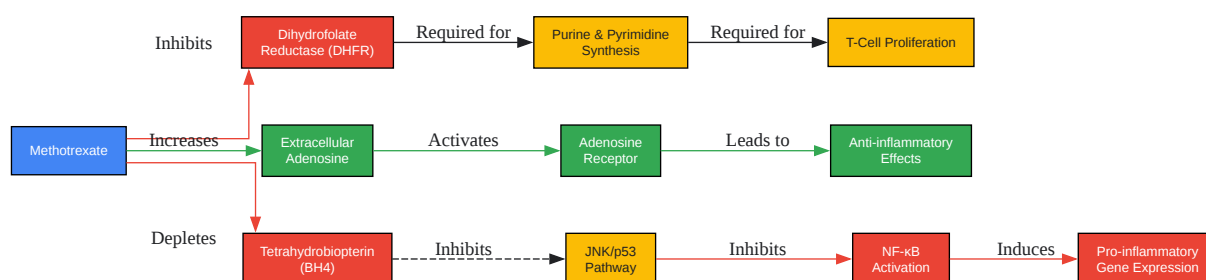 Inhibits
Dihydrofolate
Reductase (DHFR)
Required for
Purine & Pyrimidine
Synthesis
Required for
T-Cell Proliferation
Methotrexate
Increases
Extracellular
Adenosine
Activates
Adenosine
Receptor
Leads to
Anti-inflammatory
Effects
Depletes
Tetrahydrobiopterin
(BH4)
Inhibits
JNK/p53
Pathway
Inhibits
NF-κB
Activation
Induces
Pro-inflammatory
Gene Expression